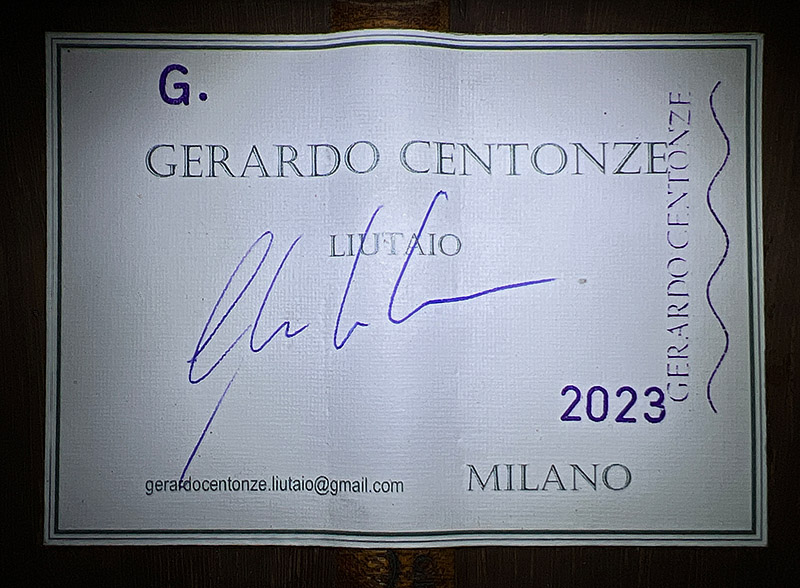 G.
GERARDO CENTONZE
LIUTAIO
GERARDO CENTONZE
2023
gerardocentonze.liutaio@gmail.com
MILANO